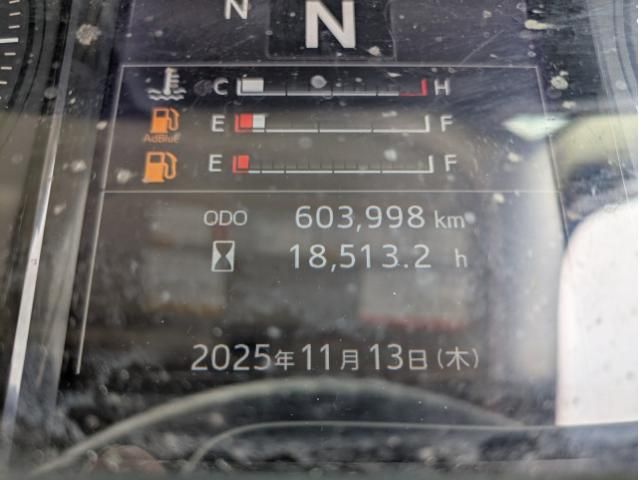 N N
C H
AdBlue E F
E F
ODO 603,998 km
18,513.2 h
2025年11月13日(木)